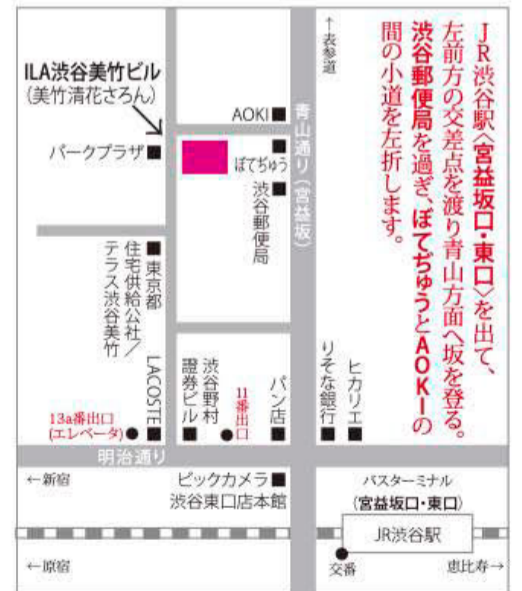 JR渋谷駅〈宮益坂口・東口〉を出て、
左前方の交差点を渡り青山方面へ坂を登る。
渋谷郵便局を過ぎ、ぼてぢゅうとAOKIの
間の小道を左折します。
↑表参道
ILA渋谷美竹ビル
(美竹清花さろん)
AOKI
パークプラザ
ぼてぢゅう
渋谷郵便局
青山通り(宮益坂)
東京都
住宅供給公社/
テラス渋谷美竹
LACOSTE
渋谷野村
證券ビル
11番出口
パン店
りそな銀行
ヒカリエ
13a番出口
(エレベータ)
明治通り
←新宿
ビックカメラ
渋谷東口店本館
バスターミナル
(宮益坂口・東口)
JR渋谷駅
←原宿
交番
恵比寿→